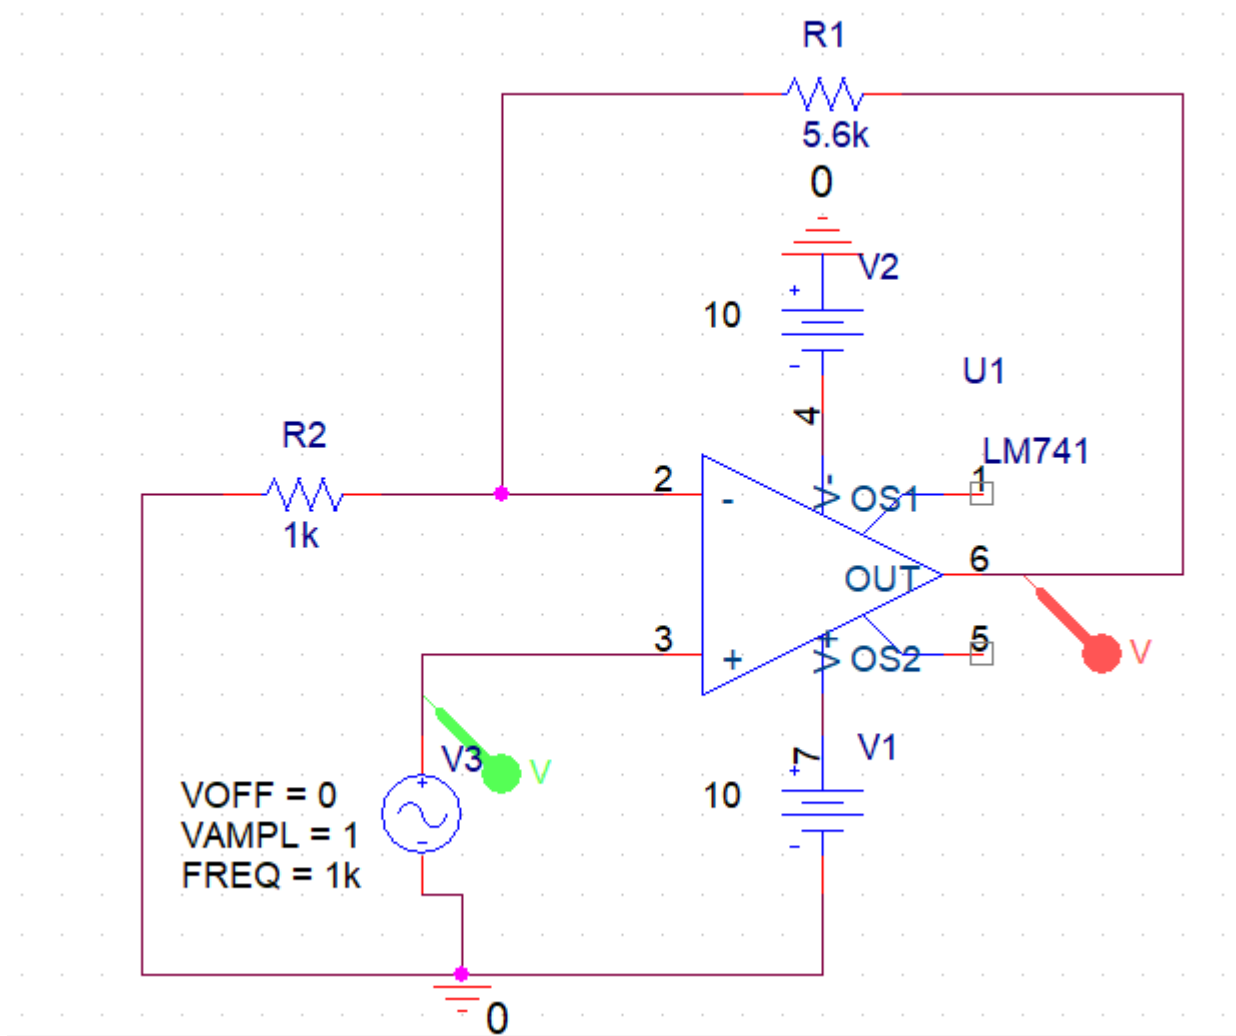 R1
5.6k
0
V2
+
10
-
U1
4
LM741
R2
1k
2
-
V-
OS1
1
OUT
6
3
+
V+
OS2
5
V
V3
V
7
V1
+
10
-
+
-
VOFF = 0
VAMPL = 1
FREQ = 1k
0